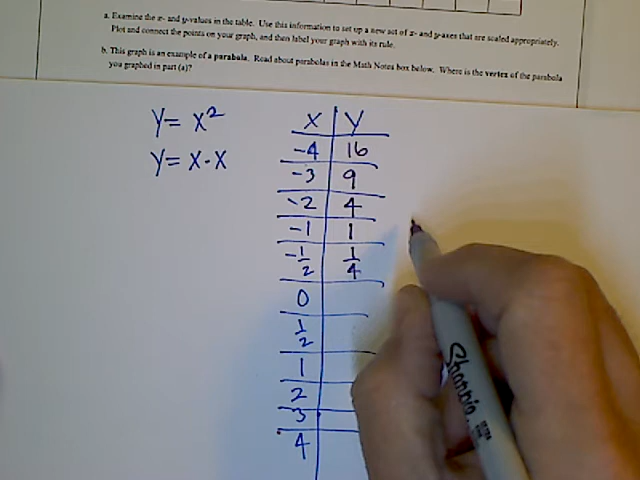 a. Examine the x- and y-values in the table. Use this information to set up a new set of x- and y-axes that are scaled appropriately.
Plot and connect the points on your graph, and then label your graph with its rule.
b. This graph is an example of a parabola. Read about parabolas in the Math Notes box below. Where is the vertex of the parabola
you graphed in part (a)?
y = x²
y = x·x
x y
-4 16
-3 9
-2 4
-1 1
-1/2 1/4
0
1/2
1
2
3
4
Sharpie